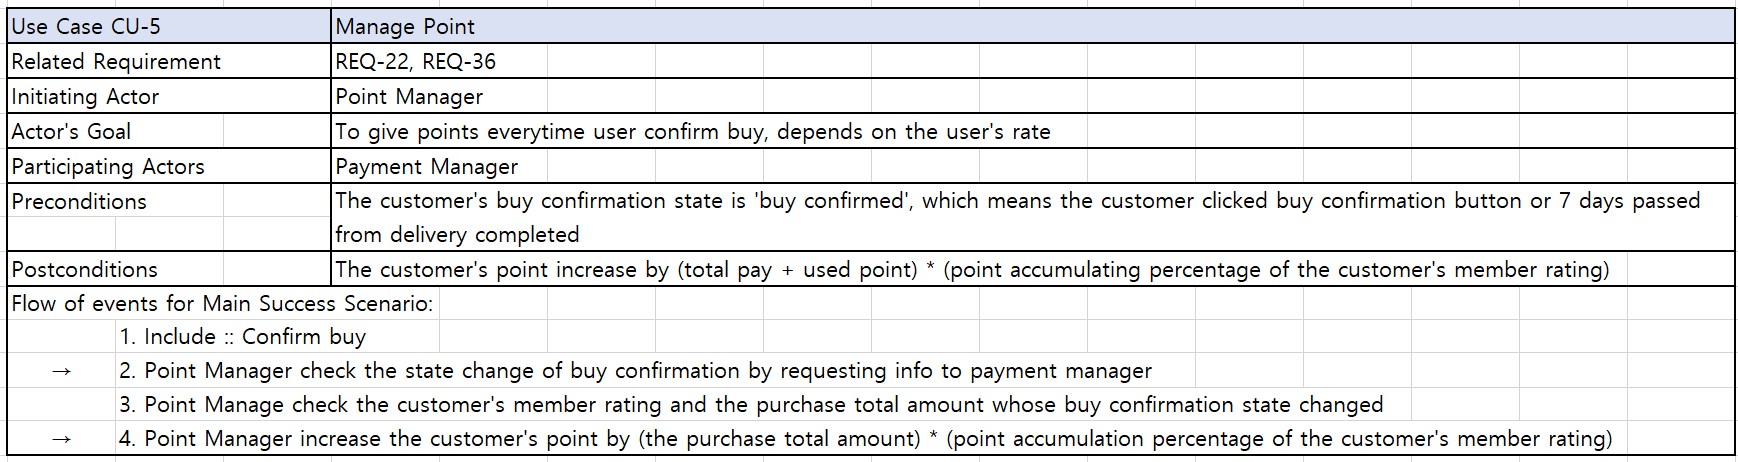 Use Case CU-5 Manage Point
Related Requirement REQ-22, REQ-36
Initiating Actor Point Manager
Actor's Goal To give points everytime user confirm buy, depends on the user's rate
Participating Actors Payment Manager
Preconditions The customer's buy confirmation state is 'buy confirmed', which means the customer clicked buy confirmation button or 7 days passed
from delivery completed
Postconditions The customer's point increase by (total pay + used point) * (point accumulating percentage of the customer's member rating)
Flow of events for Main Success Scenario:
1. Include :: Confirm buy
→ 2. Point Manager check the state change of buy confirmation by requesting info to payment manager
3. Point Manage check the customer's member rating and the purchase total amount whose buy confirmation state changed
→ 4. Point Manager increase the customer's point by (the purchase total amount) * (point accumulation percentage of the customer's member rating)